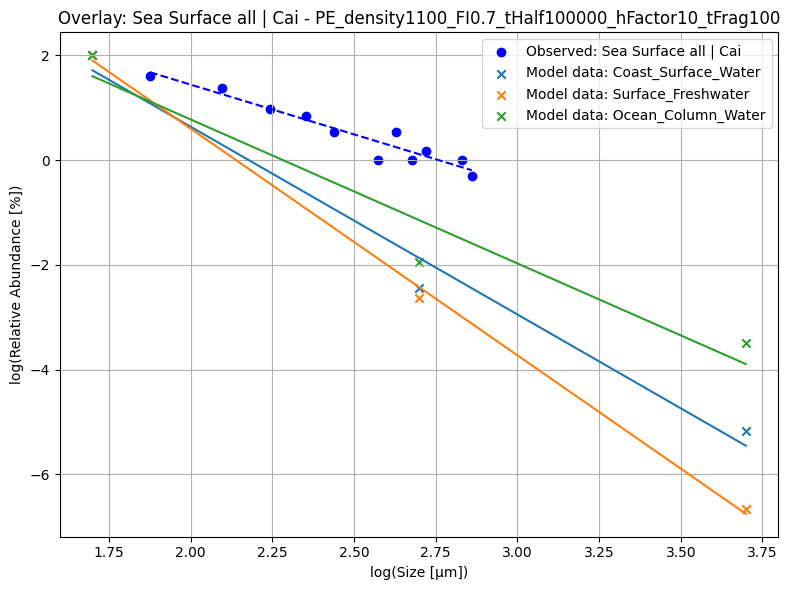 Overlay: Sea Surface all | Cai - PE_density1100_FI0.7_tHalf100000_hFactor10_tFrag100
Observed: Sea Surface all | Cai
Model data: Coast_Surface_Water
Model data: Surface_Freshwater
Model data: Ocean_Column_Water
log(Relative Abundance [%])
2
0
−2
−4
−6
1.75
2.00
2.25
2.50
2.75
3.00
3.25
3.50
3.75
log(Size [µm])